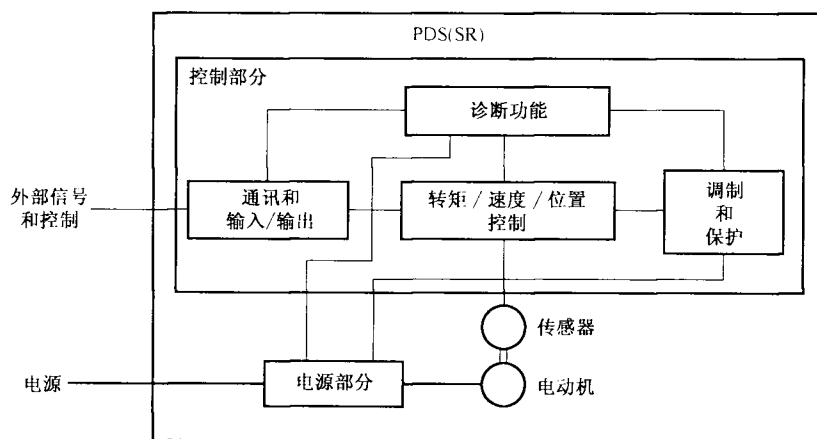 PDS(SR)
控制部分
诊断功能
外部信号
和控制
通讯和
输入/输出
转矩/速度/位置
控制
调制
和
保护
传感器
电源
电源部分
电动机